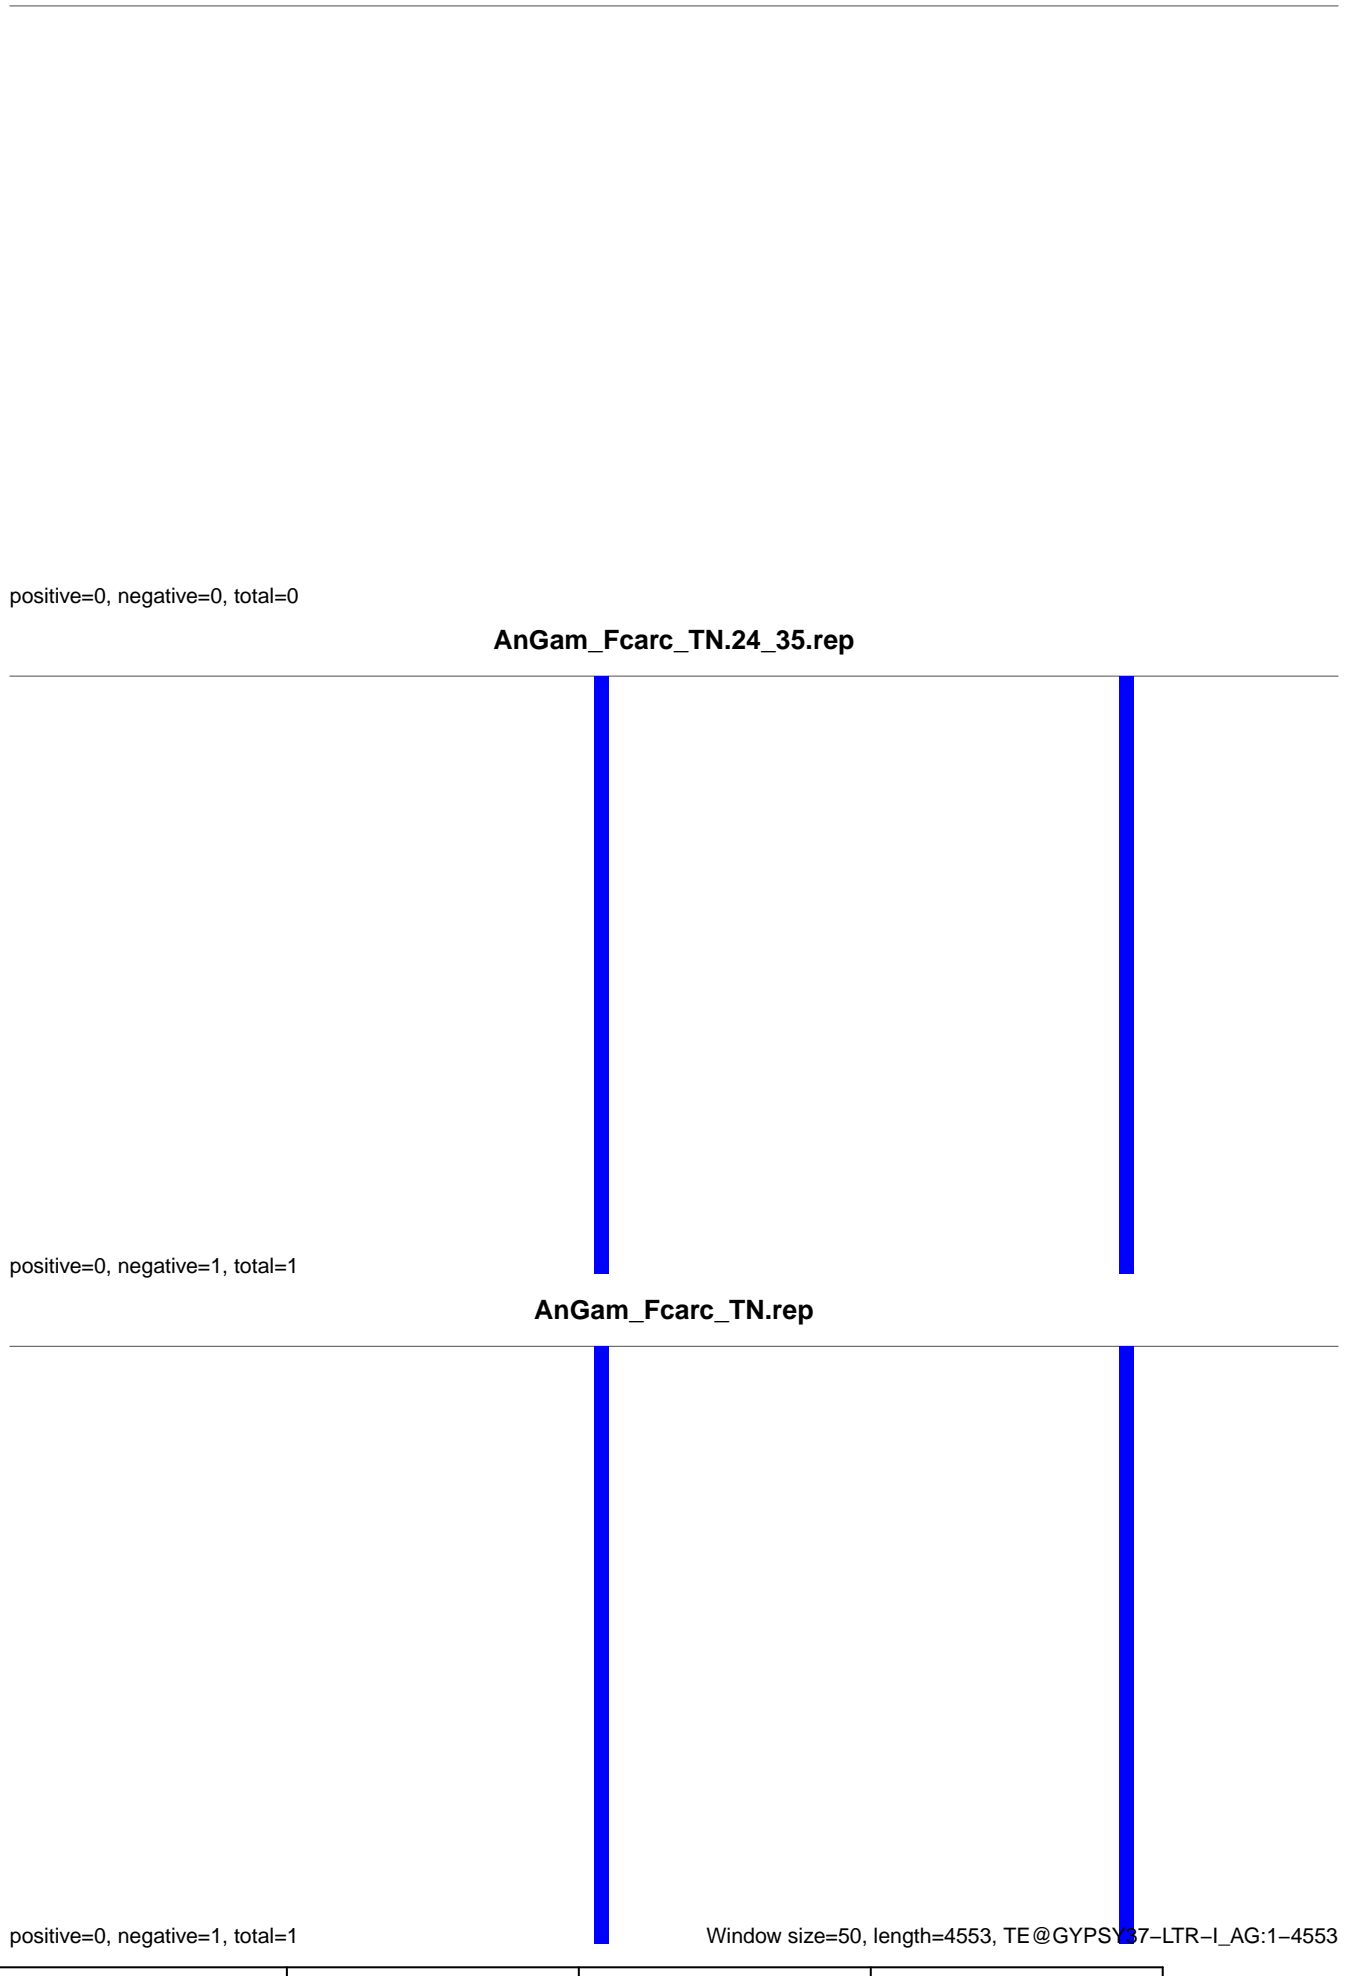 positive=0, negative=0, total=0
AnGam_Fcarc_TN.24_35.rep
positive=0, negative=1, total=1
AnGam_Fcarc_TN.rep
positive=0, negative=1, total=1
Window size=50, length=4553, TE@GYPSY37−LTR−I_AG:1−4553